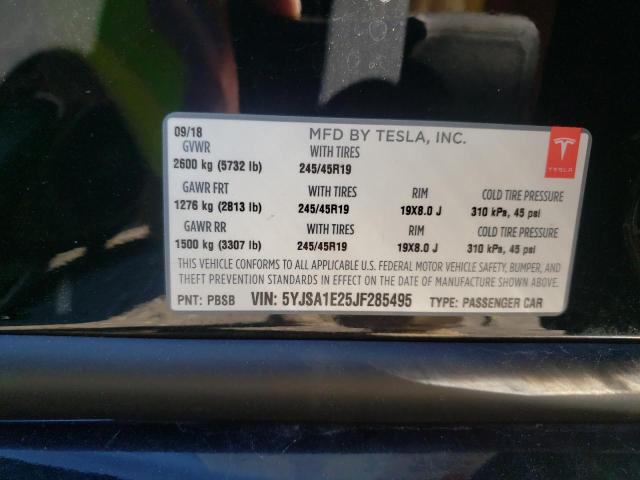 09/18 MFD BY TESLA, INC.
GVWR WITH TIRES
2600 kg (5732 lb) 245/45R19
TESLA
GAWR FRT WITH TIRES RIM COLD TIRE PRESSURE
1276 kg (2813 lb) 245/45R19 19X8.0 J 310 kPa, 45 psi
GAWR RR WITH TIRES RIM COLD TIRE PRESSURE
1500 kg (3307 lb) 245/45R19 19X8.0 J 310 kPa, 45 psi
THIS VEHICLE CONFORMS TO ALL APPLICABLE U.S. FEDERAL MOTOR VEHICLE SAFETY, BUMPER, AND
THEFT PREVENTION STANDARDS IN EFFECT ON THE DATE OF MANUFACTURE SHOWN ABOVE.
PNT: PBSB VIN: 5YJSA1E25JF285495 TYPE: PASSENGER CAR